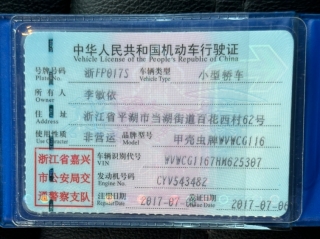 中华人民共和国机动车行驶证
Vehicle License of the People's Republic of China
号牌号码 浙FP017S 车辆类型 小型轿车
Plate No. Vehicle Type
所有人 李敏依
Owner
住址 浙江省平湖市当湖街道百花西村62号
Address
使用性质 非营运 品牌型号 甲壳虫牌WVWCG116
Use Character Model
浙江省嘉兴
市公安局交
巡警察支队
车辆识别代号 WVWCG1167HM625307
VIN
发动机号码 CYVS4348Z
Engine No.
注册日期 2017-07-06 发证日期 2017-07-06
Register Date Issue Date